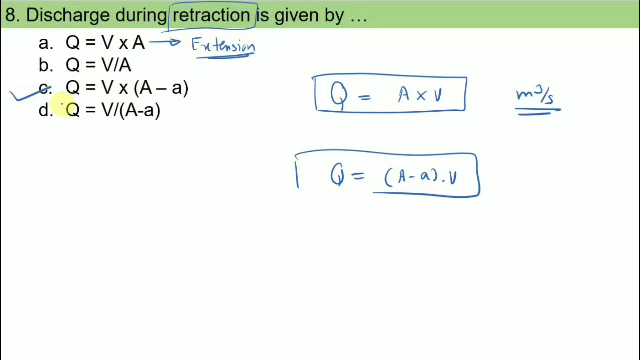 8. Discharge during retraction is given by …
a. Q = V x A → Extension
b. Q = V/A
c. Q = V x (A – a)
d. Q = V/(A-a)
Q = A x V m³/s
Q = (A-a).V